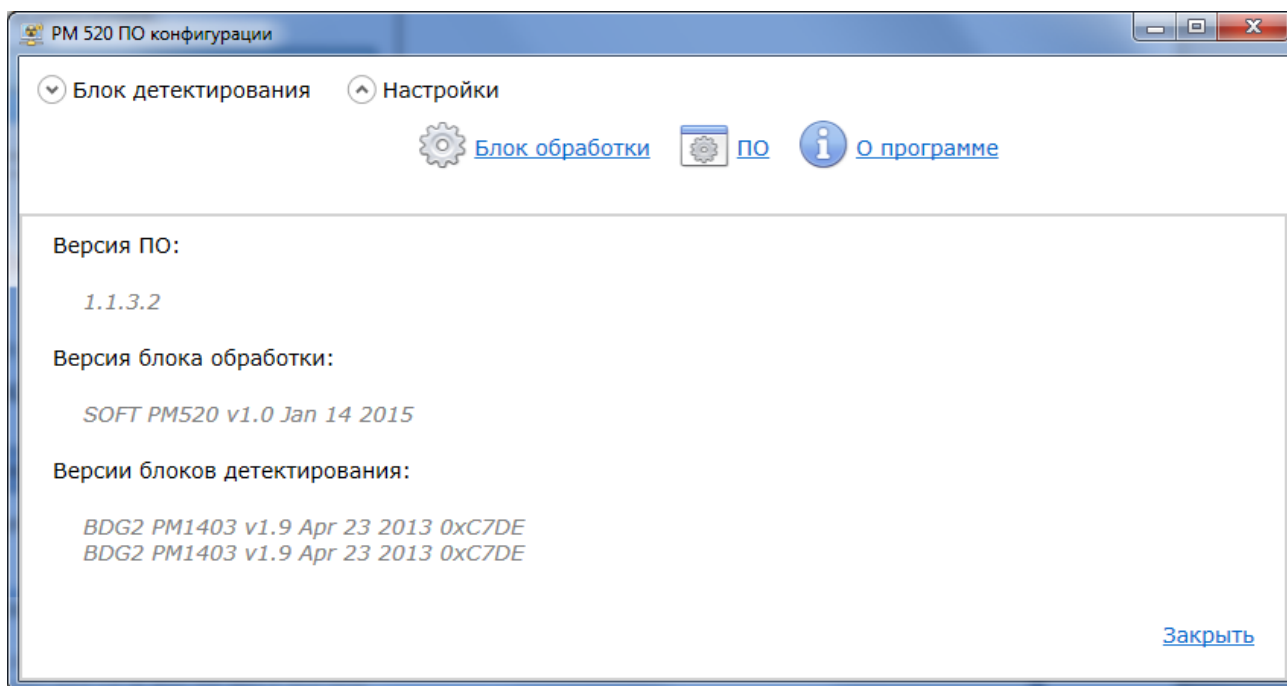 PM 520 ПО конфигурации
Блок детектирования Настройки
Блок обработки ПО О программе
Версия ПО:
1.1.3.2
Версия блока обработки:
SOFT PM520 v1.0 Jan 14 2015
Версии блоков детектирования:
BDG2 PM1403 v1.9 Apr 23 2013 0xC7DE
BDG2 PM1403 v1.9 Apr 23 2013 0xC7DE
Закрыть